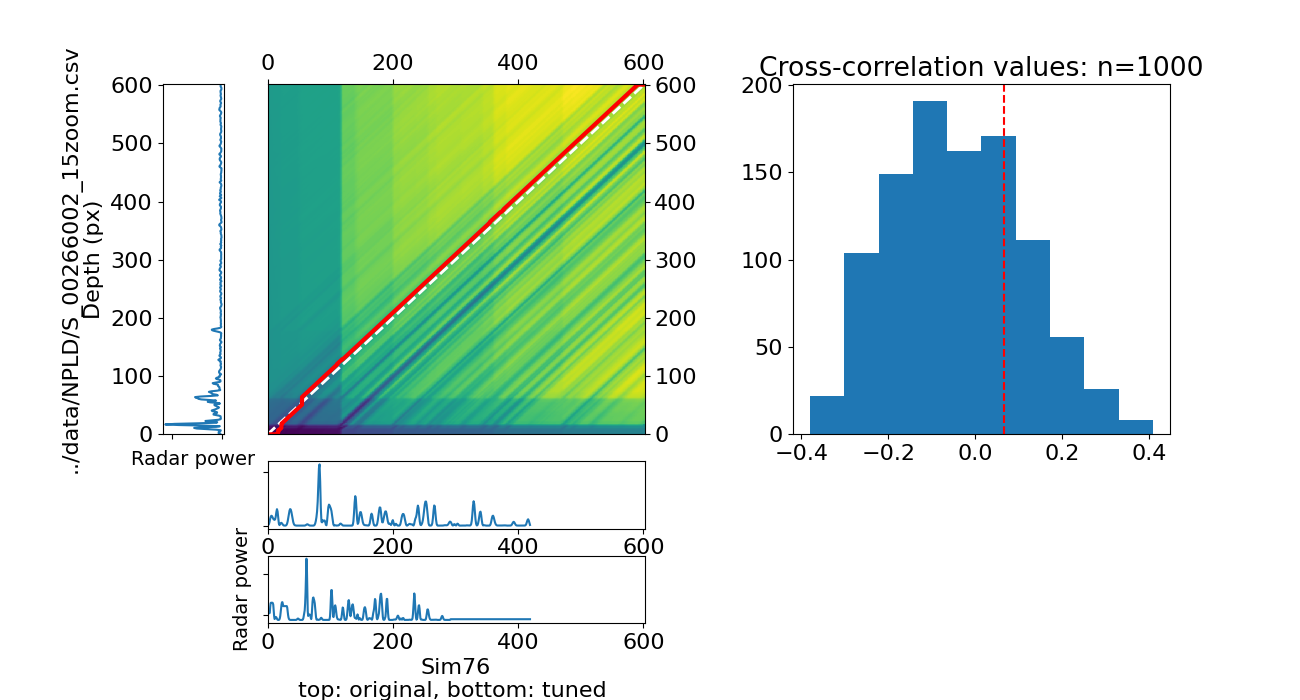 Cross-correlation values: n=1000
0 200 400 600
../data/NPLD/S_00266002_15zoom.csv
Depth (px)
600
500
400
300
200
100
0
Radar power
600
500
400
300
200
100
0
200
150
100
50
0
−0.4 −0.2 0.0 0.2 0.4
0 200 400 600
Radar power
0 200 400 600
Sim76
top: original, bottom: tuned